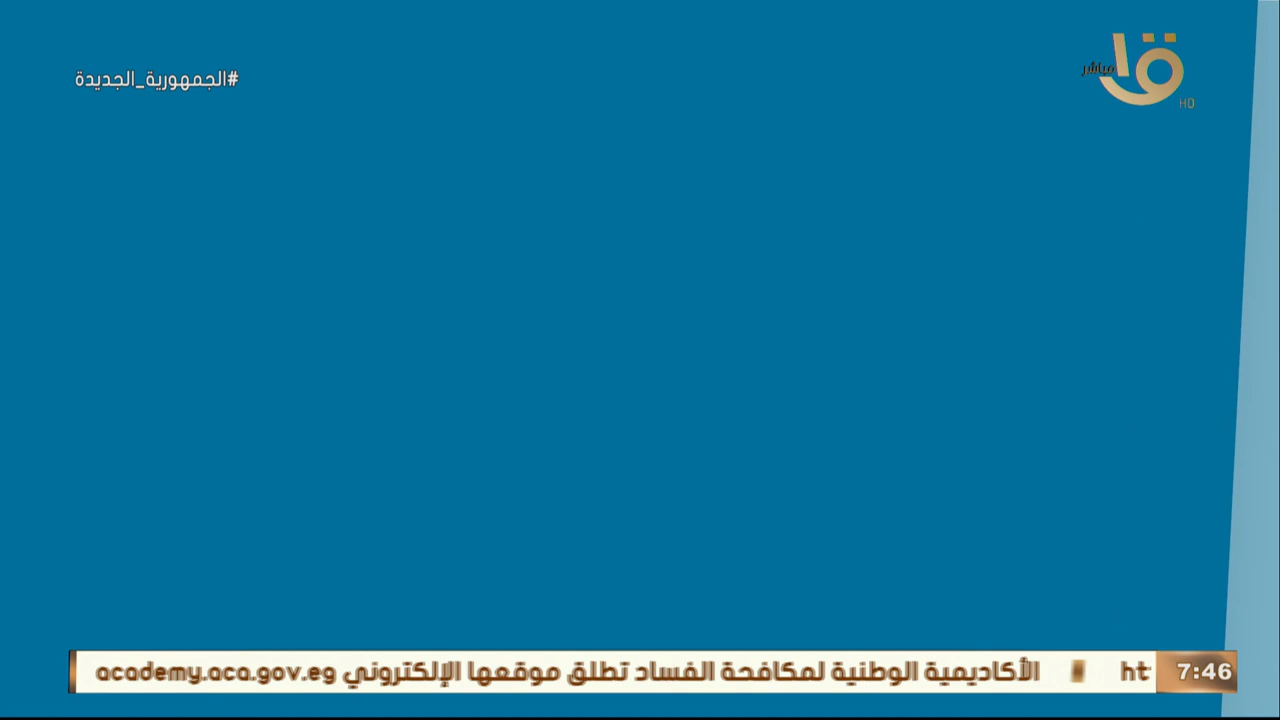 #الجمهورية_الجديدة
مباشر
HD
7:46
ht
الأكاديمية الوطنية لمكافحة الفساد تطلق موقعها الإلكتروني academy.aca.gov.eg